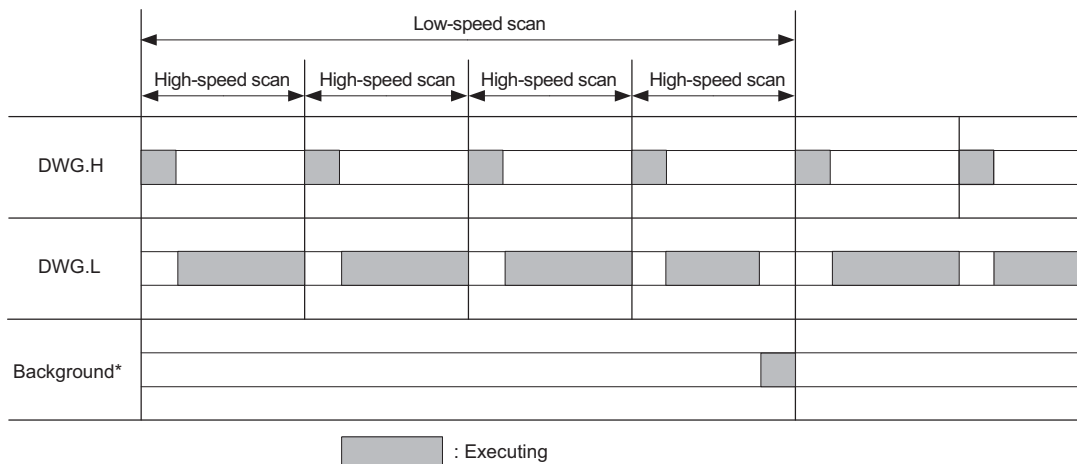 Low-speed scan
High-speed scan High-speed scan High-speed scan High-speed scan
DWG.H
DWG.L
Background*
: Executing